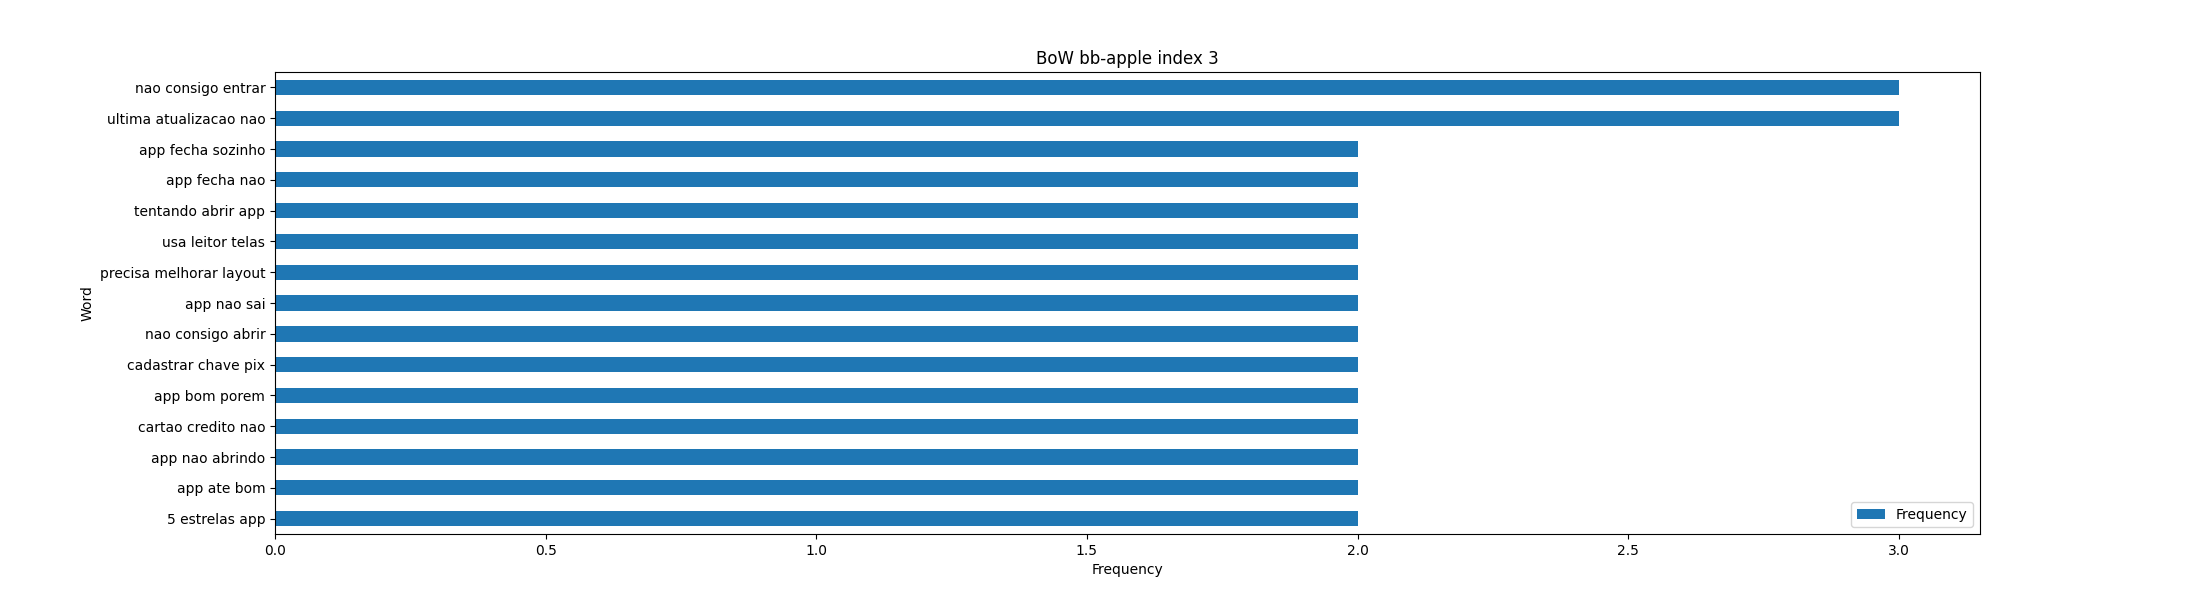 BoW bb-apple index 3
nao consigo entrar
ultima atualizacao nao
app fecha sozinho
app fecha nao
tentando abrir app
usa leitor telas
precisa melhorar layout
app nao sai
nao consigo abrir
cadastrar chave pix
app bom porem
cartao credito nao
app nao abrindo
app ate bom
5 estrelas app
Word
Frequency
0.0 0.5 1.0 1.5 2.0 2.5 3.0
Frequency